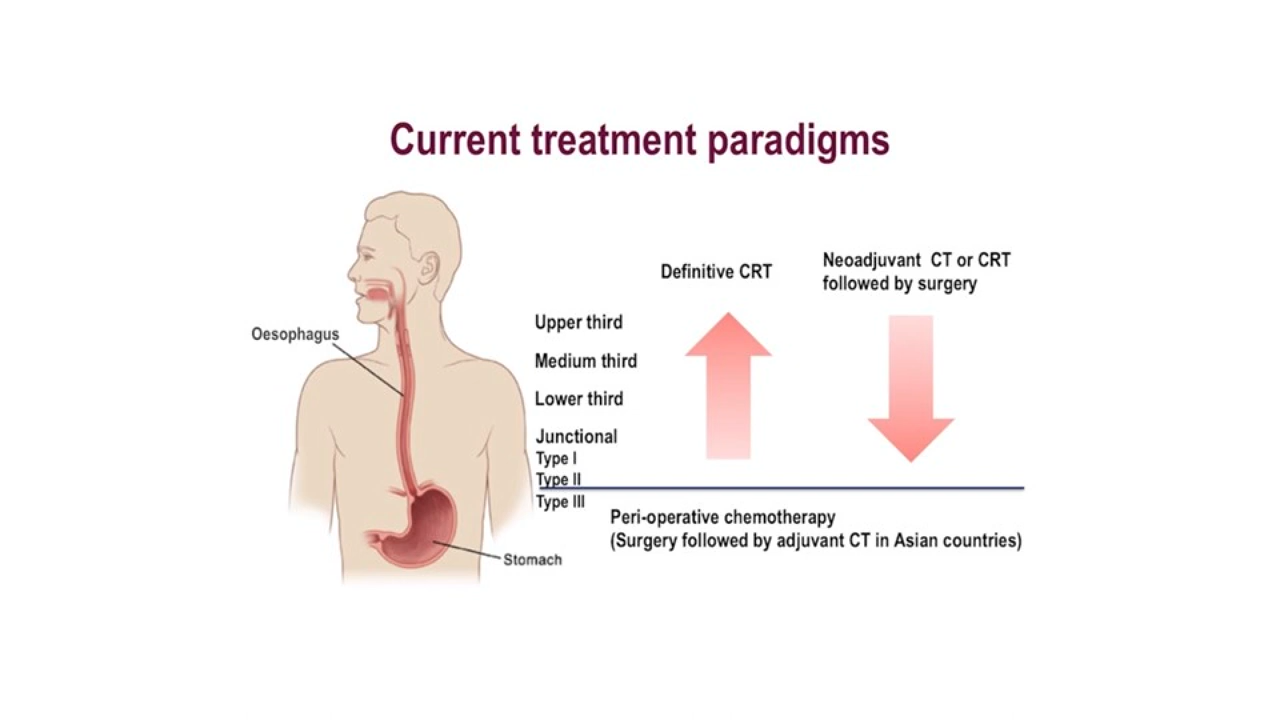 Current treatment paradigms
Oesophagus
Stomach
Upper third
Medium third
Lower third
Junctional
Type I
Type II
Type III
Definitive CRT
Neoadjuvant CT or CRT
followed by surgery
Peri-operative chemotherapy
(Surgery followed by adjuvant CT in Asian countries)